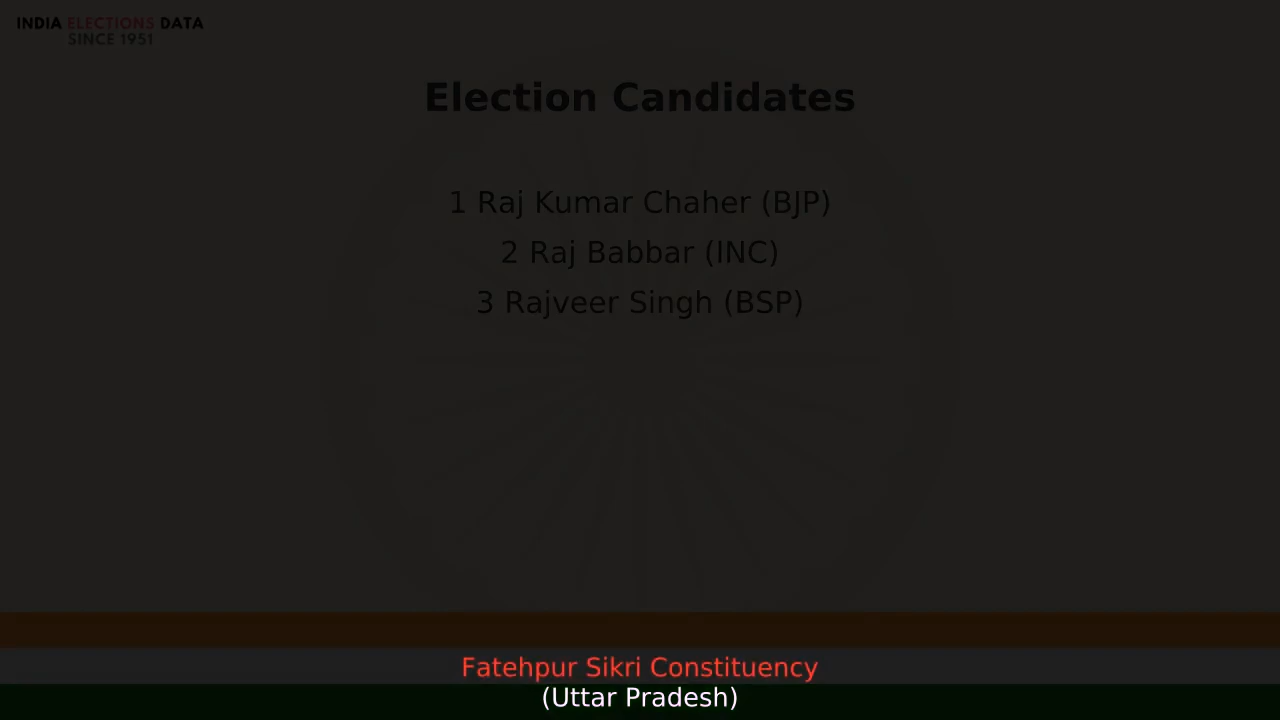 INDIA ELECTIONS DATA
SINCE 1951
Election Candidates
1 Raj Kumar Chaher (BJP)
2 Raj Babbar (INC)
3 Rajveer Singh (BSP)
Fatehpur Sikri Constituency
(Uttar Pradesh)